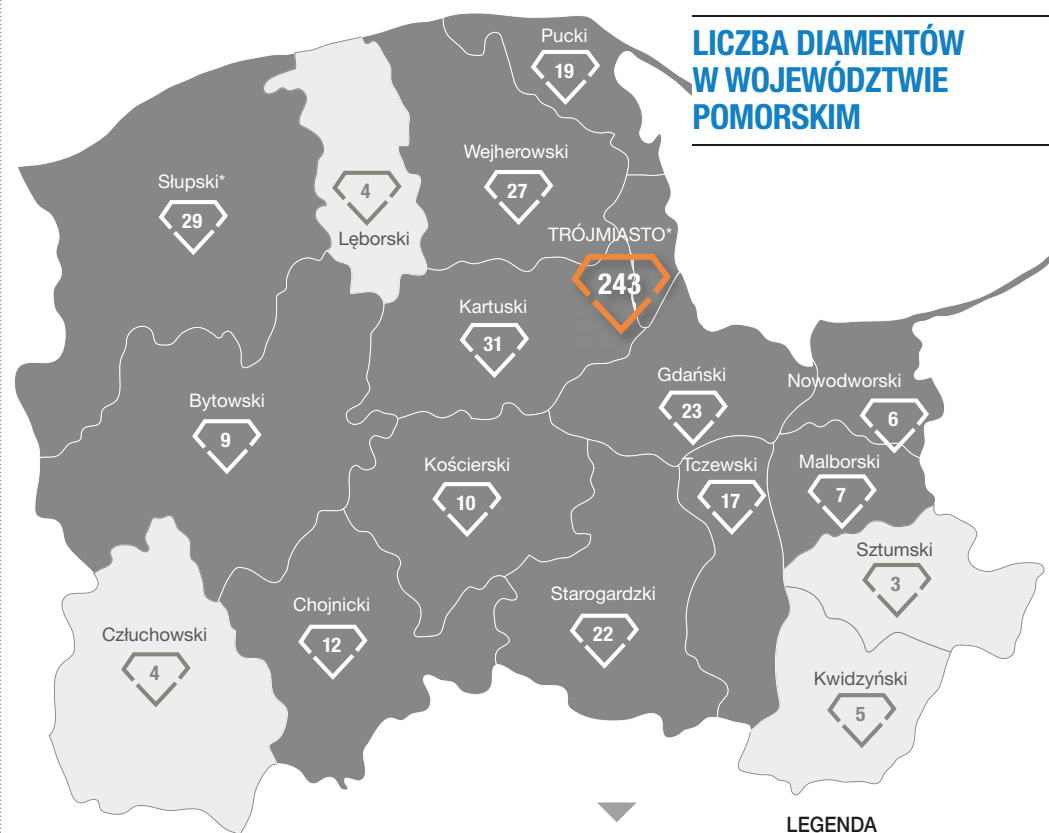 LICZBA DIAMENTÓW
W WOJEWÓDZTWIE
POMORSKIM
Pucki
19
Wejherowski
27
Słupski*
29
4
Lęborski
TRÓJMIASTO*
243
Kartuski
31
Gdański
23
Nowodworski
6
Bytowski
9
Kościerski
10
Tczewski
17
Malborski
7
Sztumski
3
Starogardzki
22
Chojnicki
12
Człuchowski
4
Kwidzyński
5
LEGENDA